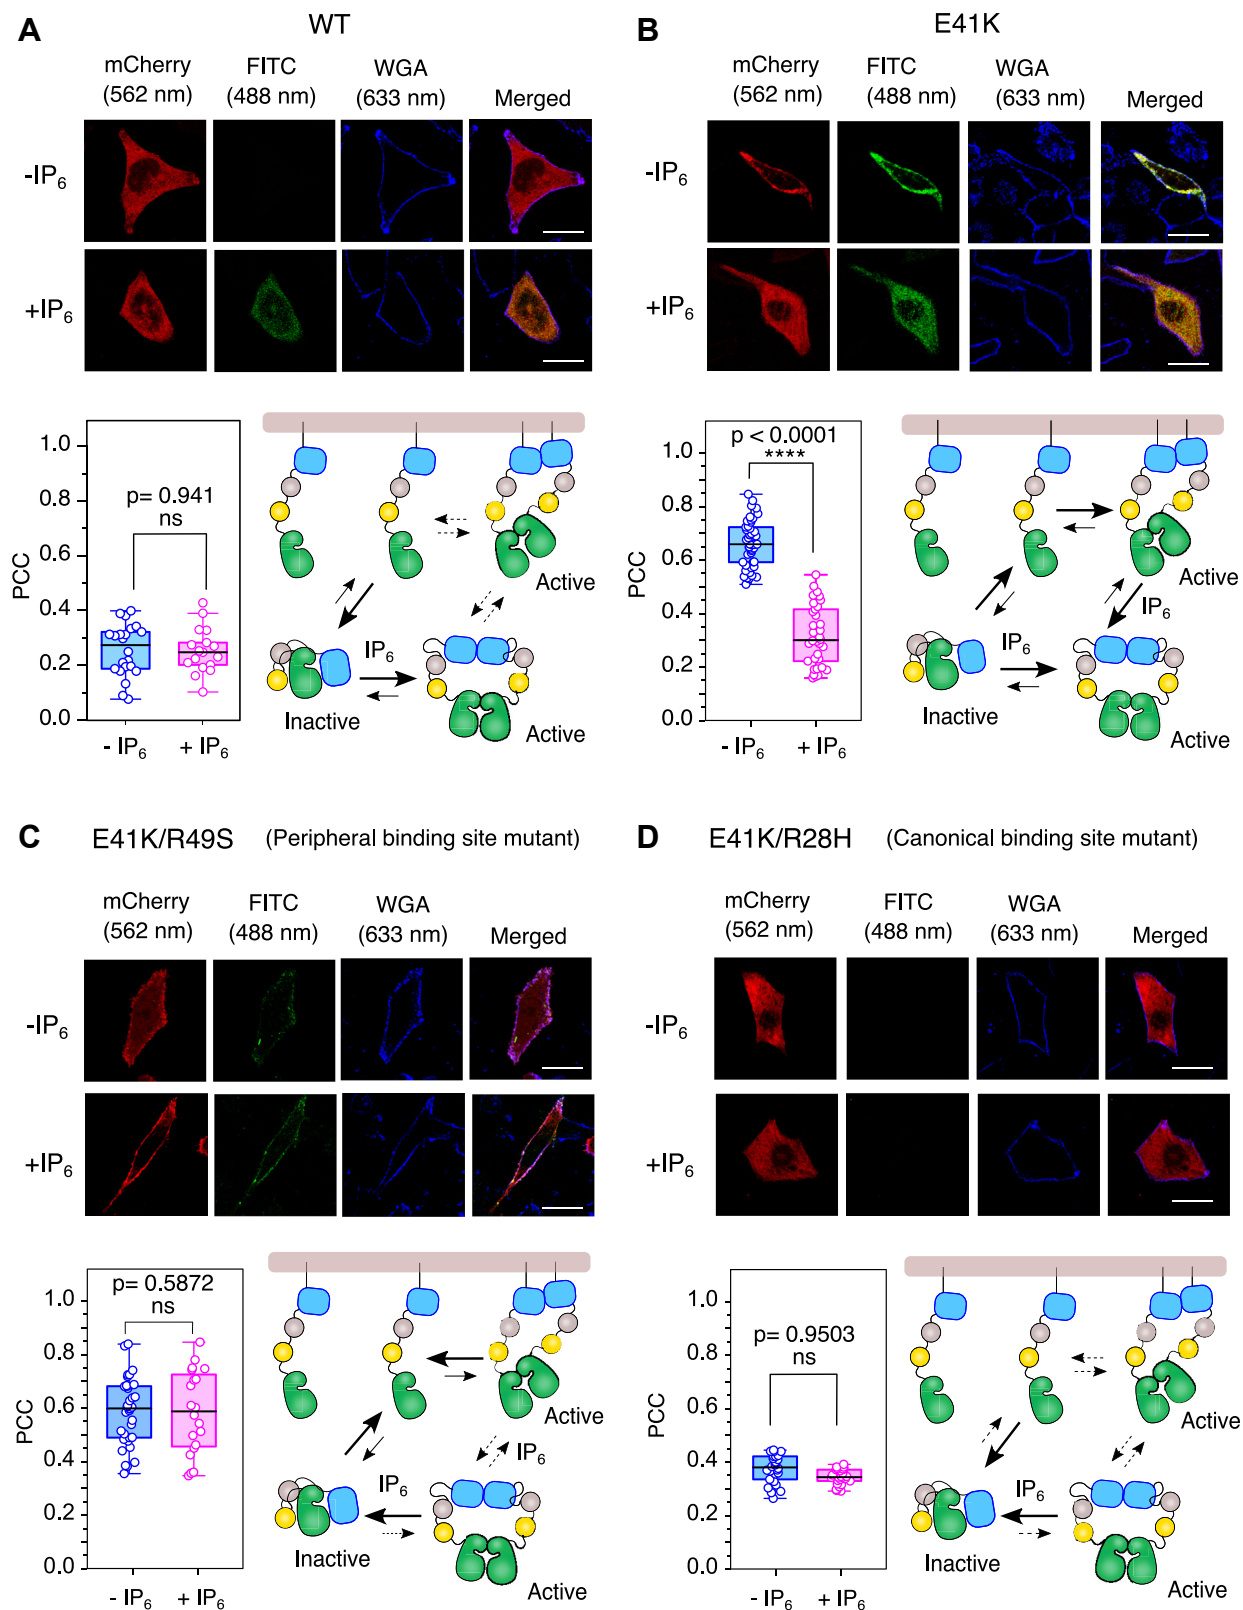 A WT
mCherry (562 nm)
FITC (488 nm)
WGA (633 nm)
Merged
-IP6
+IP6
PCC
1.0
0.8
0.6
0.4
0.2
0.0
p= 0.941
ns
- IP6
+ IP6
Active
IP6
Inactive
Active
B E41K
mCherry (562 nm)
FITC (488 nm)
WGA (633 nm)
Merged
-IP6
+IP6
PCC
1.0
0.8
0.6
0.4
0.2
0.0
p < 0.0001
****
- IP6
+ IP6
Active
IP6
IP6
Inactive
Active
C E41K/R49S (Peripheral binding site mutant)
mCherry (562 nm)
FITC (488 nm)
WGA (633 nm)
Merged
-IP6
+IP6
PCC
1.0
0.8
0.6
0.4
0.2
0.0
p= 0.5872
ns
- IP6
+ IP6
Active
IP6
IP6
Inactive
Active
D E41K/R28H (Canonical binding site mutant)
mCherry (562 nm)
FITC (488 nm)
WGA (633 nm)
Merged
-IP6
+IP6
PCC
1.0
0.8
0.6
0.4
0.2
0.0
p= 0.9503
ns
- IP6
+ IP6
Active
IP6
Inactive
Active